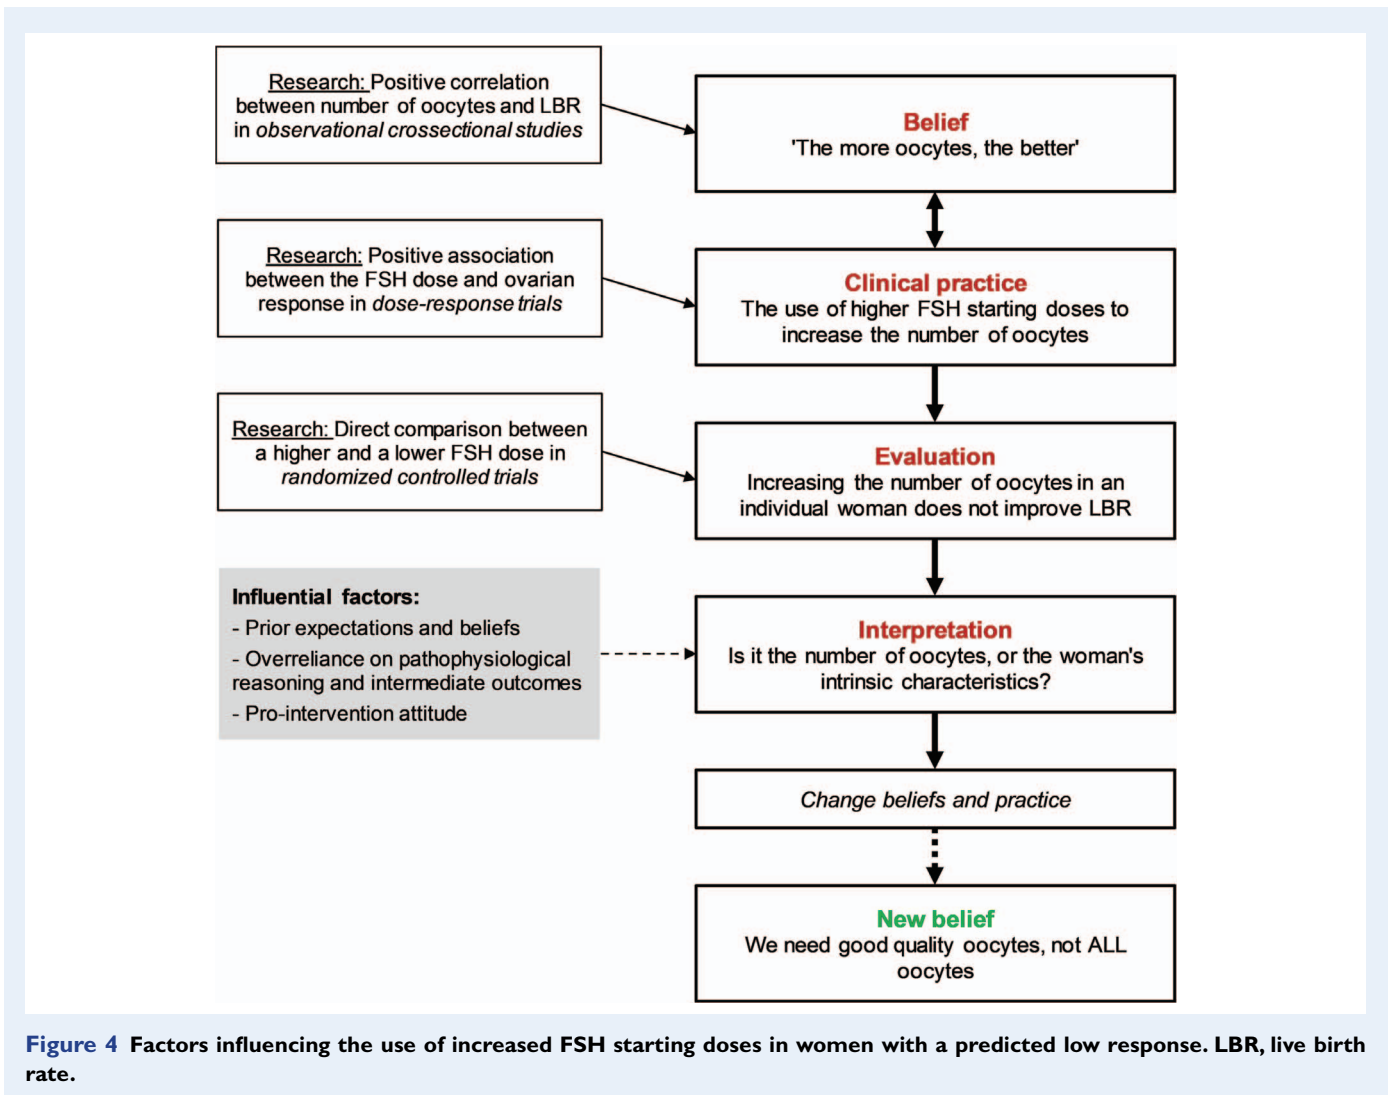 Research: Positive correlation
between number of oocytes and LBR
in observational crossectional studies
Belief
'The more oocytes, the better'
Research: Positive association
between the FSH dose and ovarian
response in dose-response trials
Clinical practice
The use of higher FSH starting doses to
increase the number of oocytes
Research: Direct comparison between
a higher and a lower FSH dose in
randomized controlled trials
Evaluation
Increasing the number of oocytes in an
individual woman does not improve LBR
Influential factors:
- Prior expectations and beliefs
- Overreliance on pathophysiological
reasoning and intermediate outcomes
- Pro-intervention attitude
Interpretation
Is it the number of oocytes, or the woman's
intrinsic characteristics?
Change beliefs and practice
New belief
We need good quality oocytes, not ALL
oocytes
Figure 4 Factors influencing the use of increased FSH starting doses in women with a predicted low response. LBR, live birth
rate.